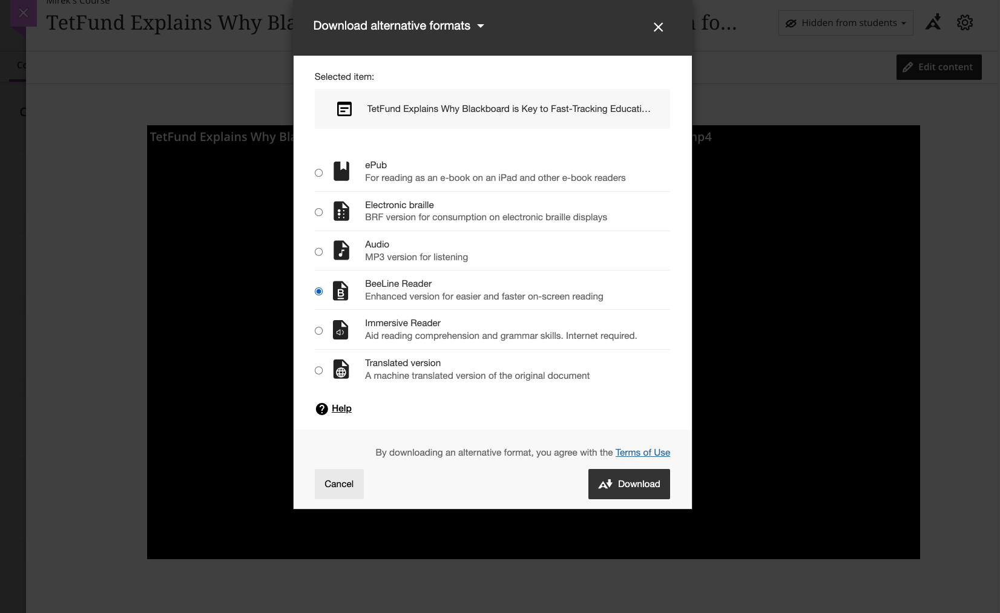 Mirek's Course
TetFund Explains Why Bla
fo...
Hidden from students
Edit content
Download alternative formats
Selected item:
TetFund Explains Why Blackboard is Key to Fast-Tracking Educati...
TetFund Explains Why Bla
mp4
ePub
For reading as an e-book on an iPad and other e-book readers
Electronic braille
BRF version for consumption on electronic braille displays
Audio
MP3 version for listening
BeeLine Reader
Enhanced version for easier and faster on-screen reading
Immersive Reader
Aid reading comprehension and grammar skills. Internet required.
Translated version
A machine translated version of the original document
Help
By downloading an alternative format, you agree with the Terms of Use
Cancel
Download